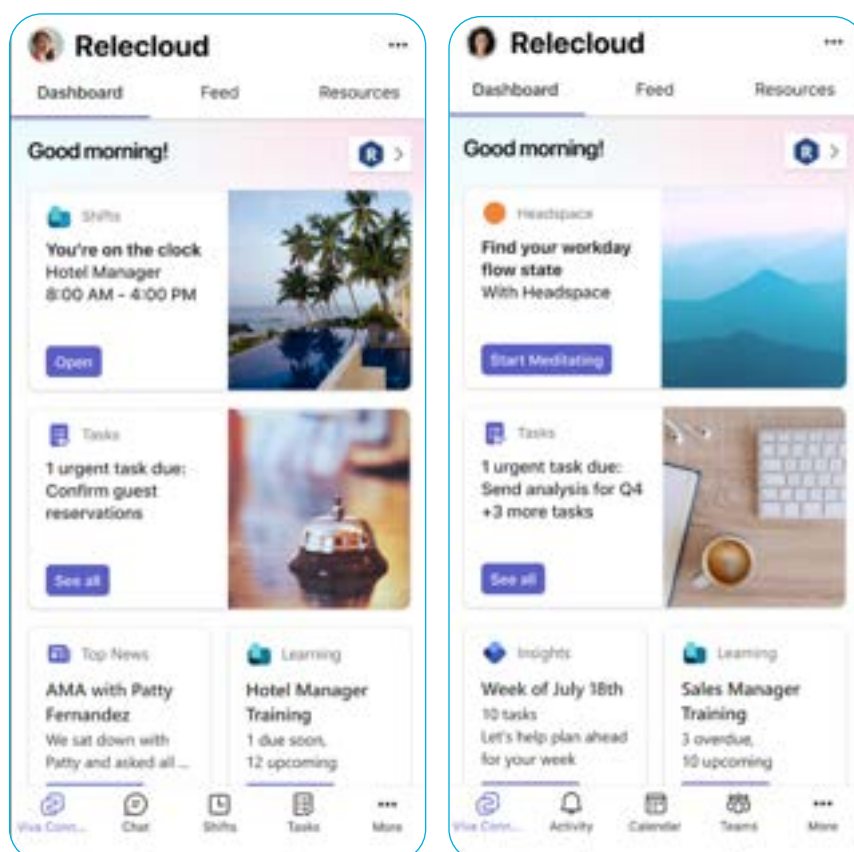 Relecloud
Dashboard Feed Resources
Good morning!
R
Shifts
You're on the clock
Hotel Manager
8:00 AM - 4:00 PM
Open
Tasks
1 urgent task due:
Confirm guest
reservations
See all
Top News
AMA with Patty
Fernandez
We sat down with
Patty and asked all ...
Learning
Hotel Manager
Training
1 due soon,
12 upcoming
Viva Conn... Chat Shifts Tasks More
Relecloud
Dashboard Feed Resources
Good morning!
R
Headspace
Find your workday
flow state
With Headspace
Start Meditating
Tasks
1 urgent task due:
Send analysis for Q4
+3 more tasks
See all
Insights
Week of July 18th
10 tasks
Let's help plan ahead
for your week
Learning
Sales Manager
Training
3 overdue,
10 upcoming
Viva Conn... Activity Calendar Teams More